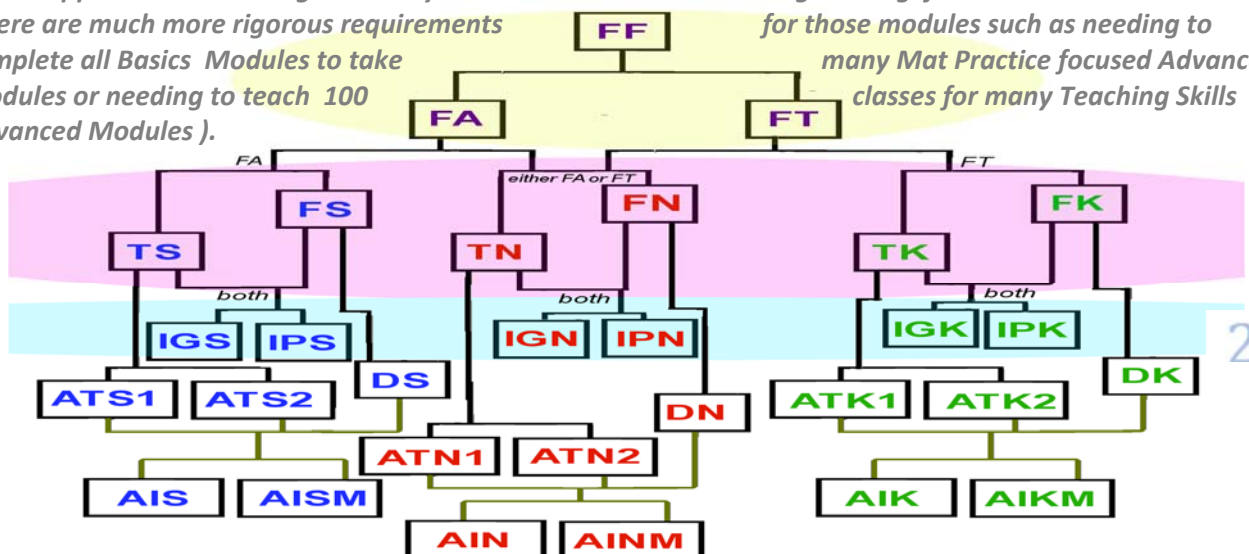 ere are much more rigorous requirements for those modules such as needing to
mplete all Basics Modules to take many Mat Practice focused Advanc
odules or needing to teach 100 classes for many Teaching Skills
vanced Modules ).
FF
FA FT
FA either FA or FT FT
FS FN FK
TS TN TK
both both both
IGS IPS IGN IPN IGK IPK
2
DS DK
ATS1 ATS2 ATK1 ATK2
DN
ATN1 ATN2
AIS AISM AIK AIKM
AIN AINM